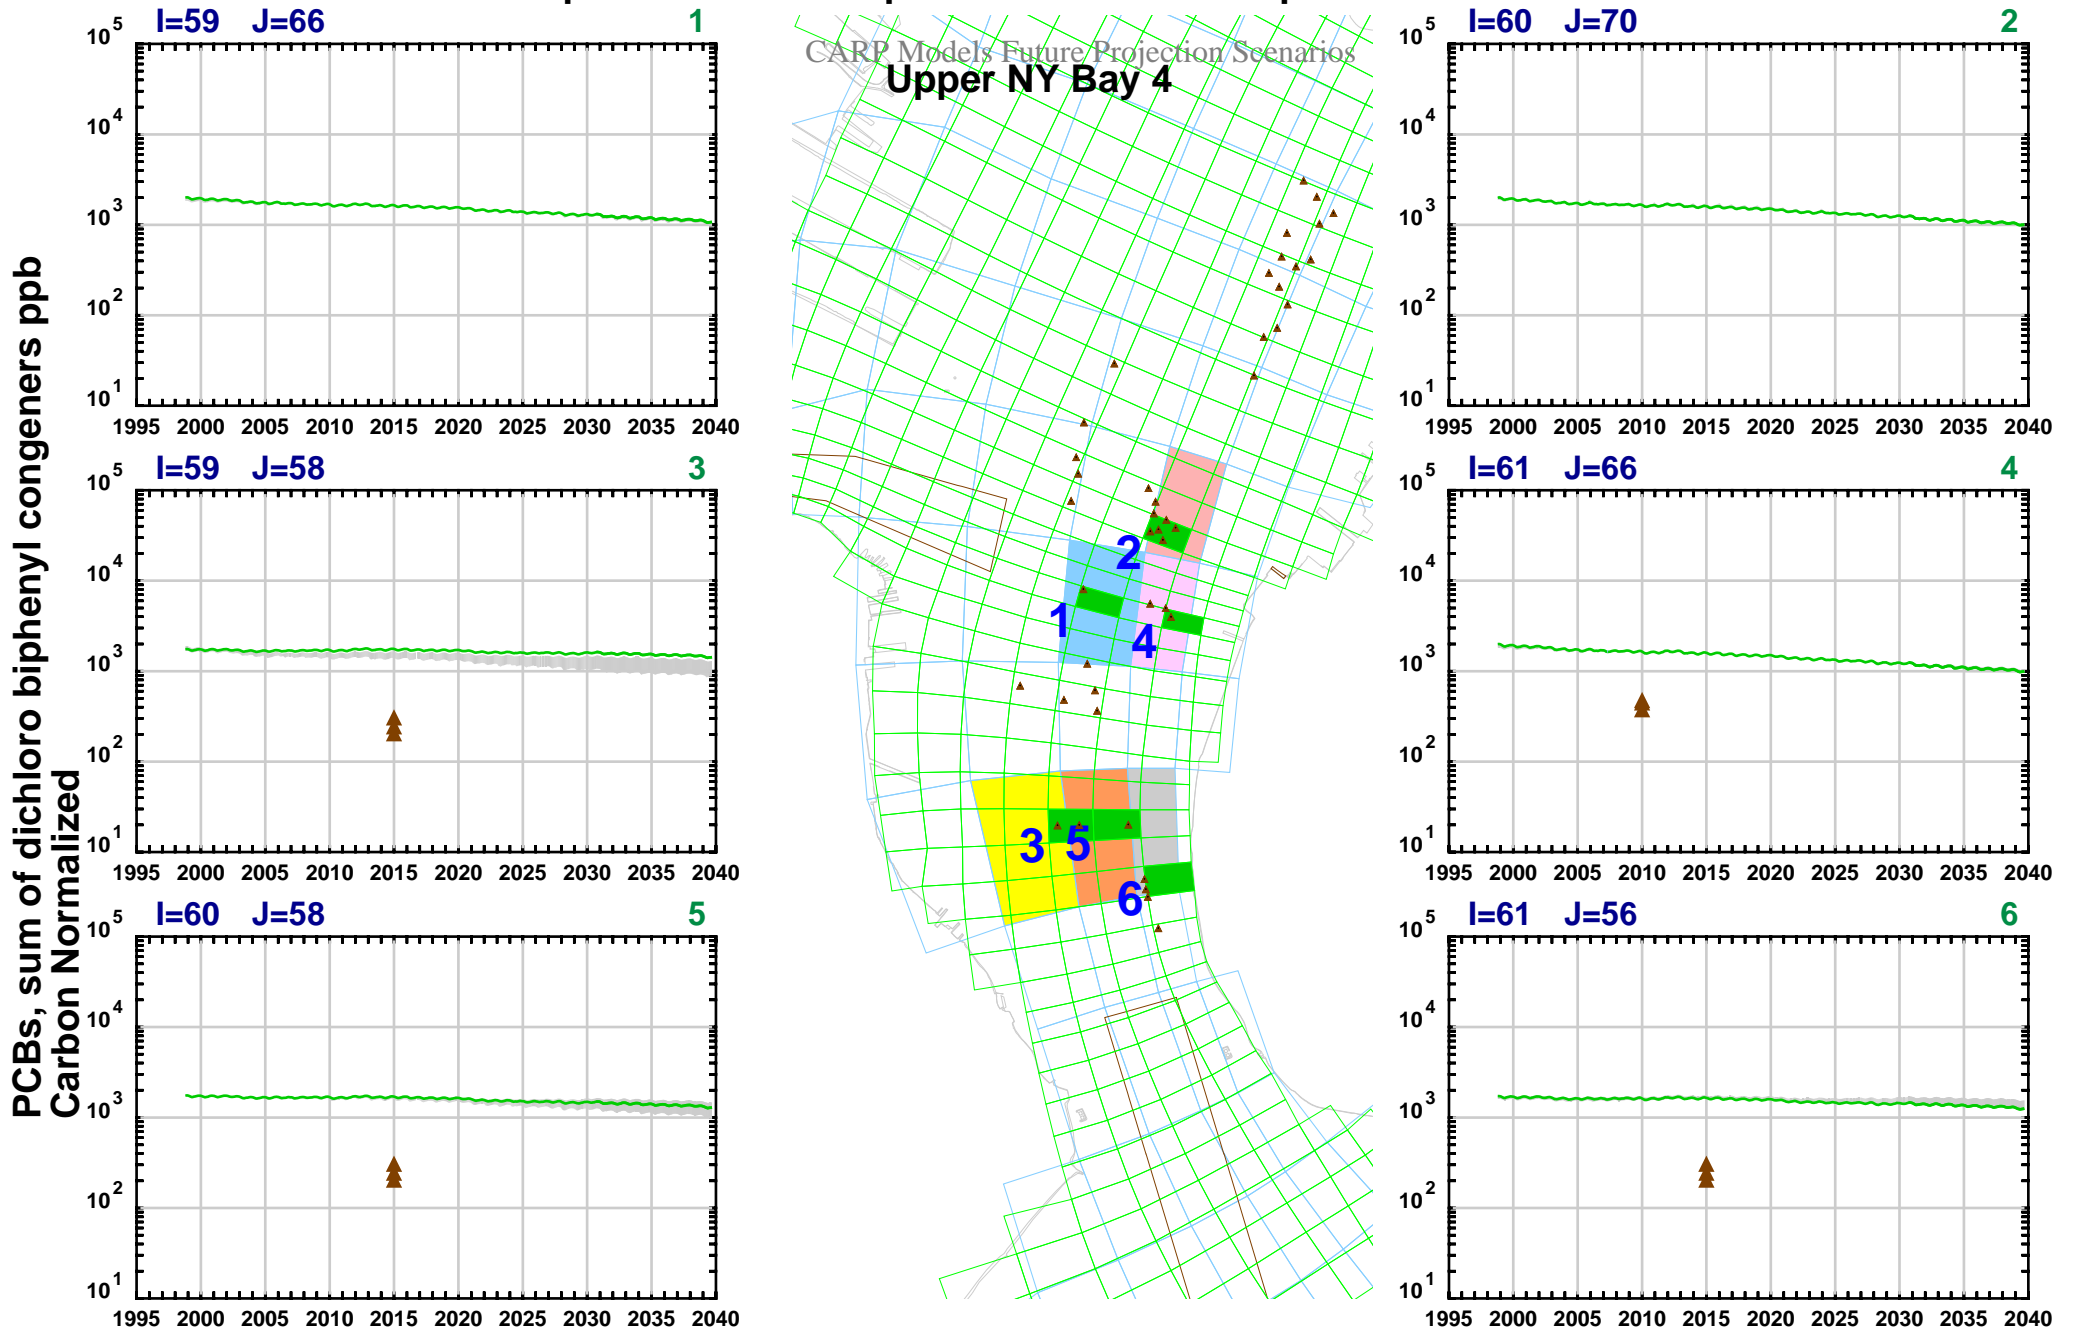 PCBs, sum of dichloro biphenyl congeners ppb
Carbon Normalized
I=59 J=66 1
10^5
10^4
10^3
10^2
10^1
1995 2000 2005 2010 2015 2020 2025 2030 2035 2040
I=59 J=58 3
10^5
10^4
10^3
10^2
10^1
1995 2000 2005 2010 2015 2020 2025 2030 2035 2040
I=60 J=58 5
10^5
10^4
10^3
10^2
10^1
1995 2000 2005 2010 2015 2020 2025 2030 2035 2040
CARP Models Future Projection Scenarios
Upper NY Bay 4
2
1
4
3 5
6
I=60 J=70 2
10^5
10^4
10^3
10^2
10^1
1995 2000 2005 2010 2015 2020 2025 2030 2035 2040
I=61 J=66 4
10^5
10^4
10^3
10^2
10^1
1995 2000 2005 2010 2015 2020 2025 2030 2035 2040
I=61 J=56 6
10^5
10^4
10^3
10^2
10^1
1995 2000 2005 2010 2015 2020 2025 2030 2035 2040